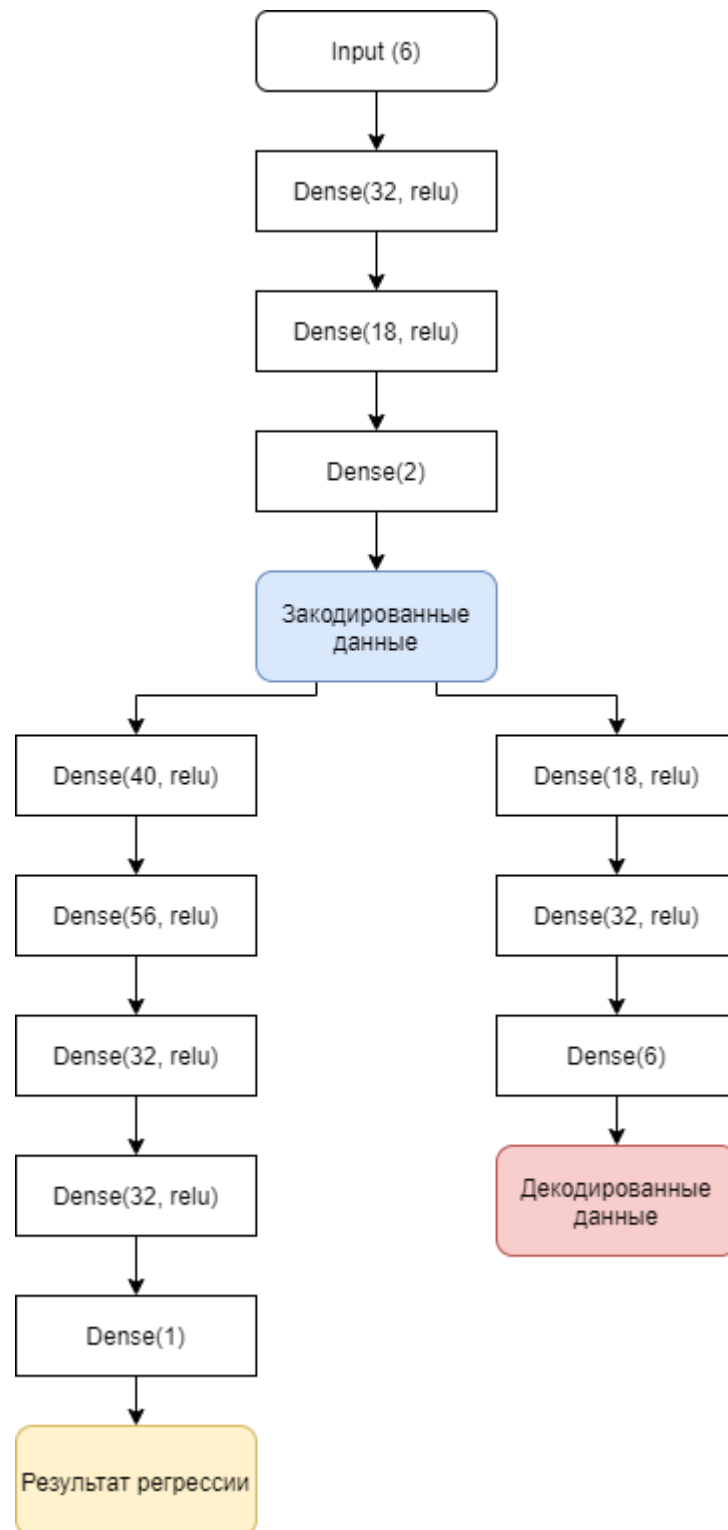 Input (6)
Dense(32, relu)
Dense(18, relu)
Dense(2)
Закодированные
данные
Dense(40, relu)
Dense(56, relu)
Dense(32, relu)
Dense(32, relu)
Dense(1)
Результат регрессии
Dense(18, relu)
Dense(32, relu)
Dense(6)
Декодированные
данные